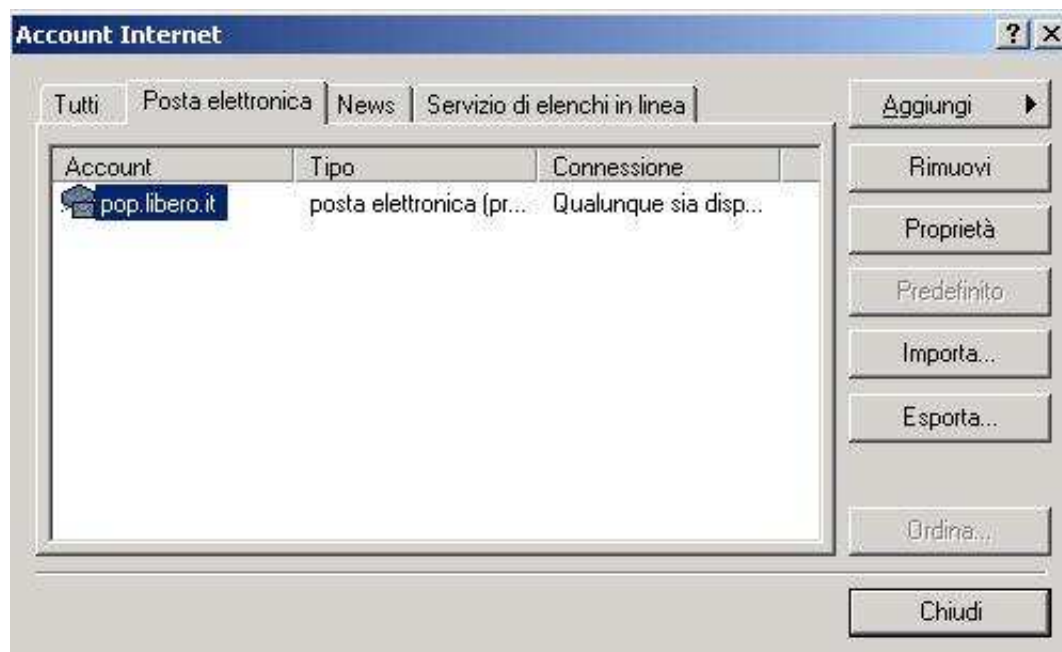 Account Internet
Tutti
Posta elettronica
News
Servizio di elenchi in linea
Account
Tipo
Connessione
pop.libero.it
posta elettronica (pr...
Qualunque sia disp...
Aggiungi
Rimuovi
Proprietà
Predefinito
Importa...
Esporta...
Ordina...
Chiudi